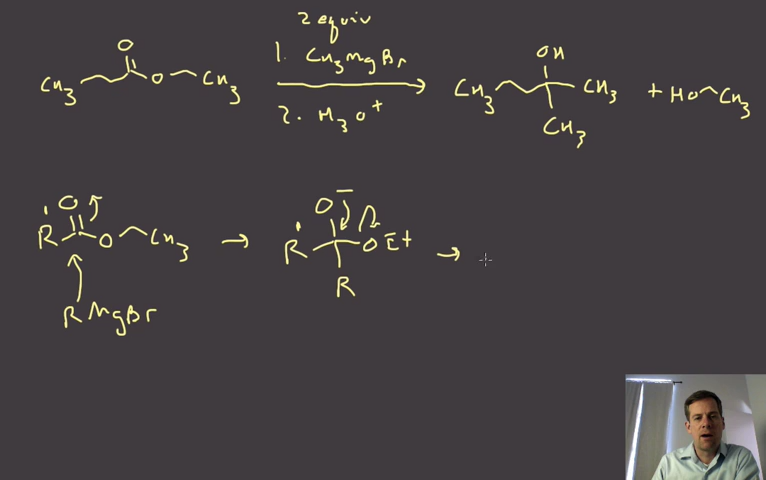 2 equiv
O
1. CH3MgBr
OH
CH3 O CH3
CH3 CH3 + HO CH3
2. H3O+
CH3
R' O O CH3 → R' O− OEt →
RMgBr
R